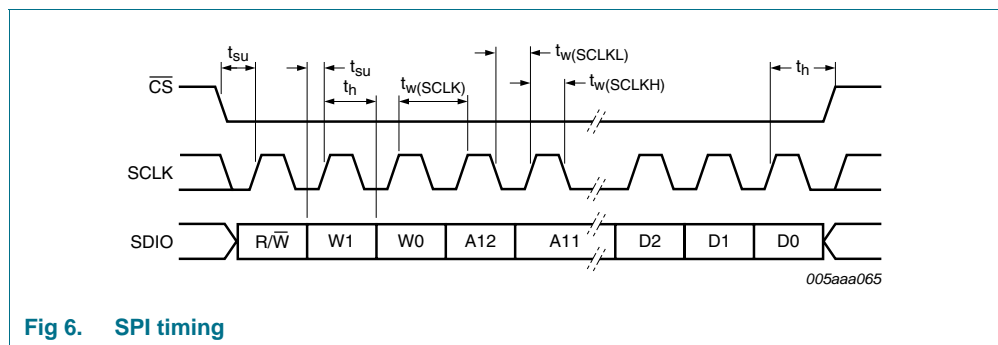 tsu
tsu
th
tw(SCLK)
tw(SCLKL)
tw(SCLKH)
th
CS
SCLK
SDIO
R/W W1 W0 A12 A11 D2 D1 D0
005aaa065
Fig 6. SPI timing